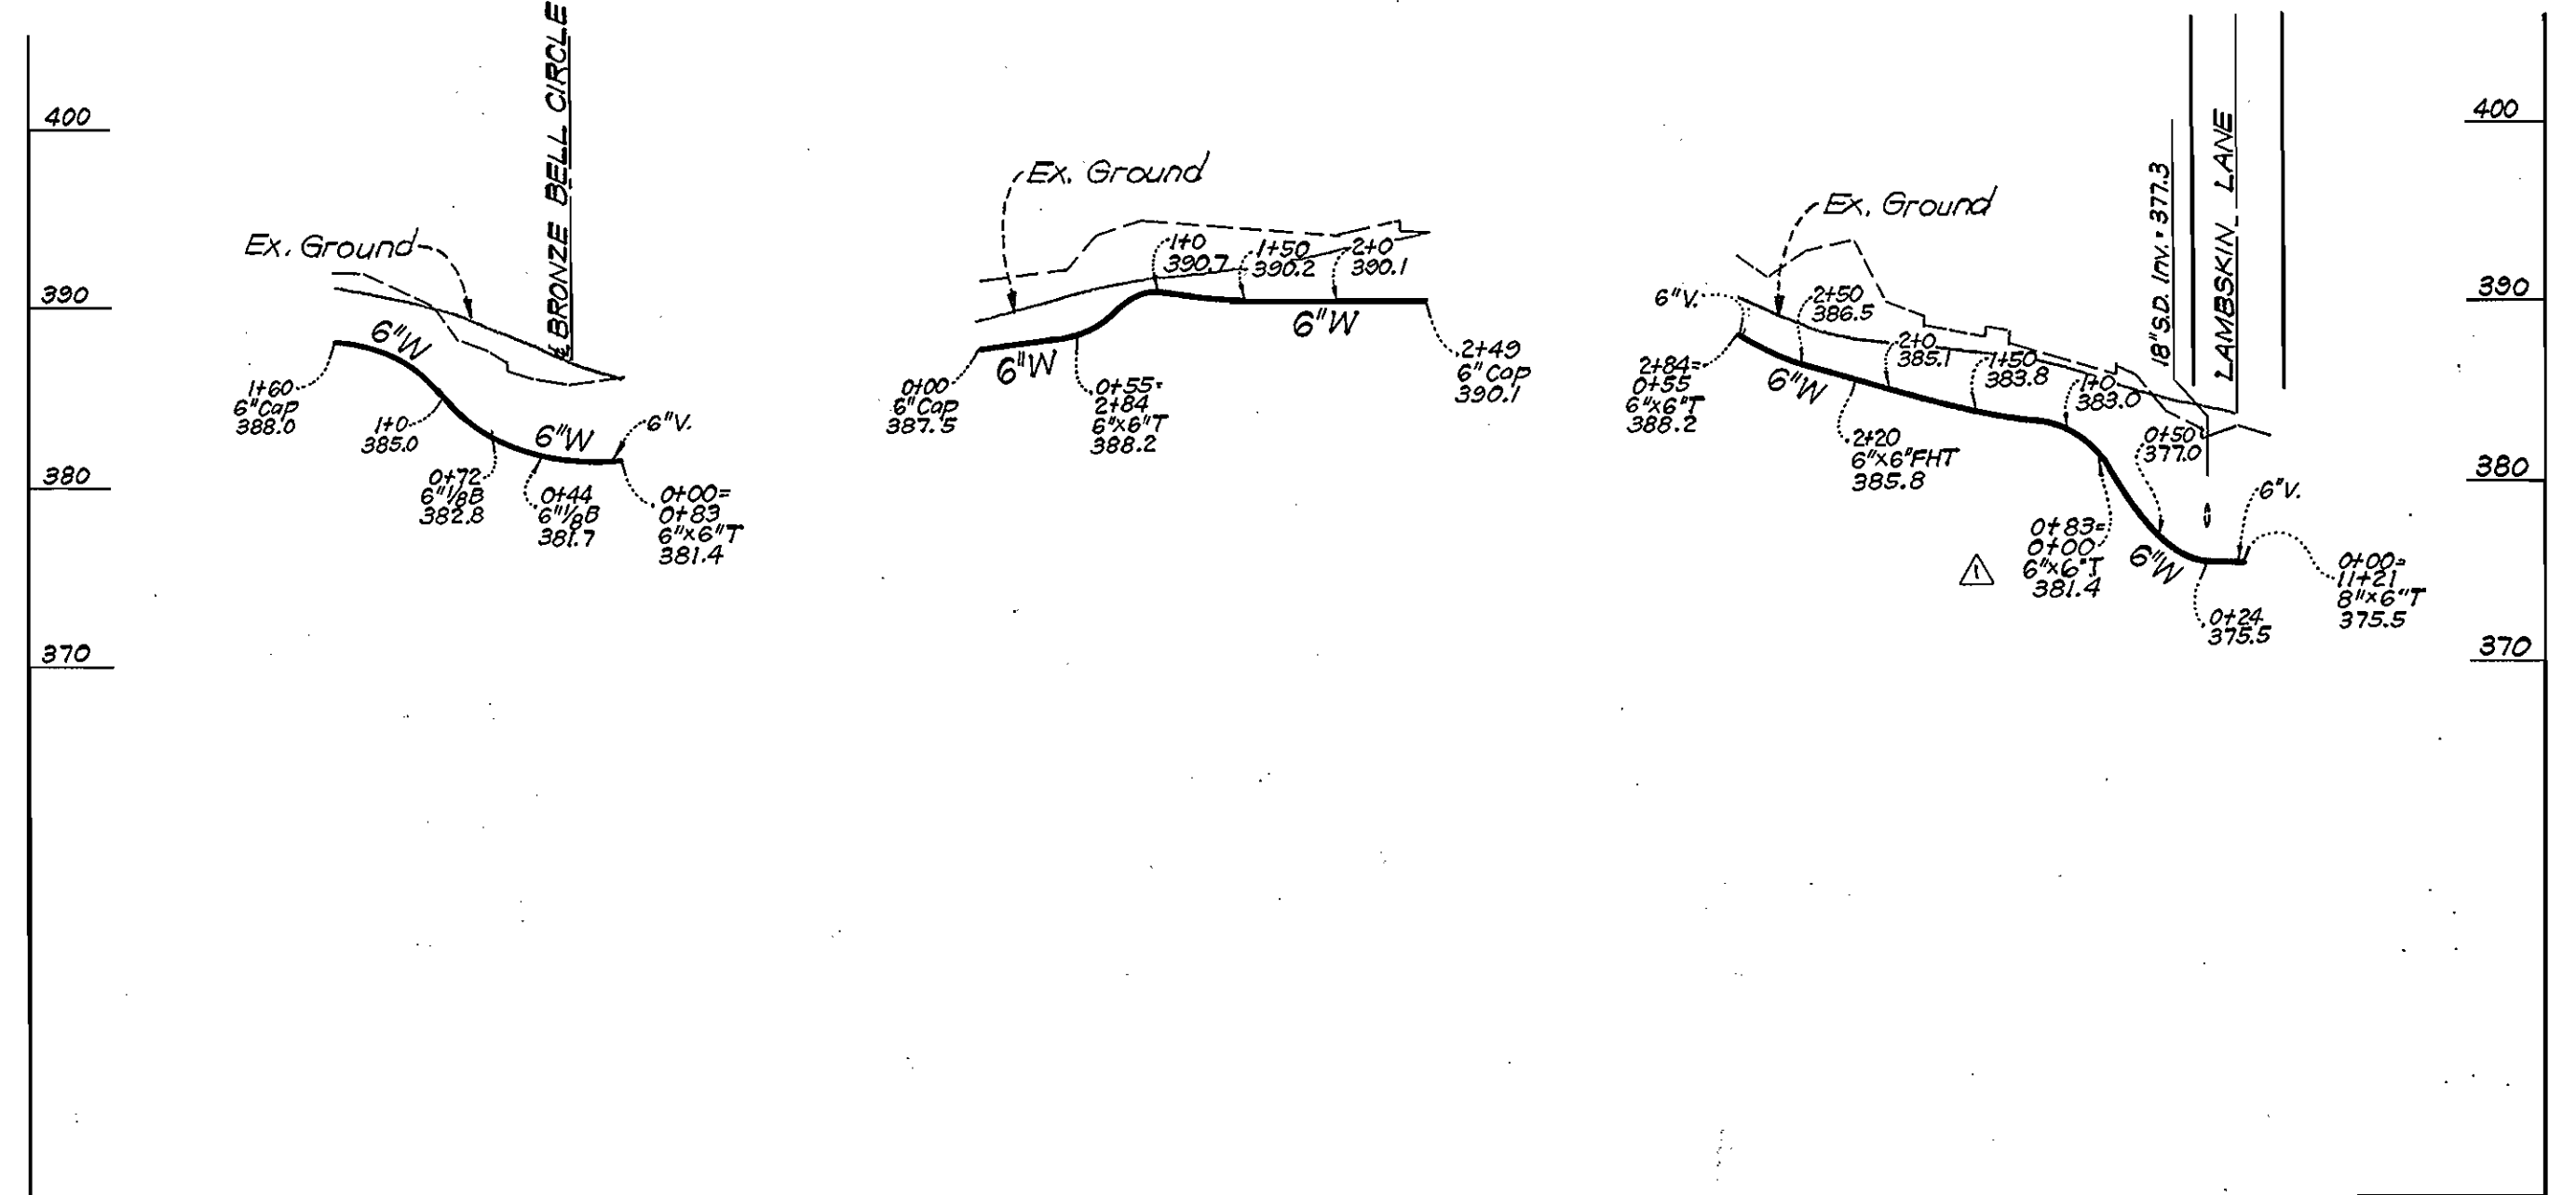 400
390
380
370
℄ BRONZE BELL CIRCLE
Ex. Ground
6"W
1+60
6"Cap
388.0
1+0
385.0
0+72
6"1/8B
382.8
6"W
0+44
6"1/8B
381.7
6"V.
0+00=
0+83
6"x6"T
381.4
Ex. Ground
1+0
390.7
1+50
390.2
2+0
390.1
6"W
6"W
0+00
6"Cap
387.5
0+55=
2+84
6"x6"T
388.2
2+49
6"Cap
390.1
Ex. Ground
6"V.
2+50
386.5
2+0
385.1
1+50
383.8
1+0
383.0
0+50
377.0
2+84=
0+55
6"x6"T
388.2
6"W
2+20
6"x6"FHT
385.8
1
0+83=
0+00
6"x6"T
381.4
6"W
6"V.
0+24
375.5
0+00=
11+21
8"x6"T
375.5
18"S.D. Inv. = 377.3
LAMBSKIN LANE
400
390
380
370